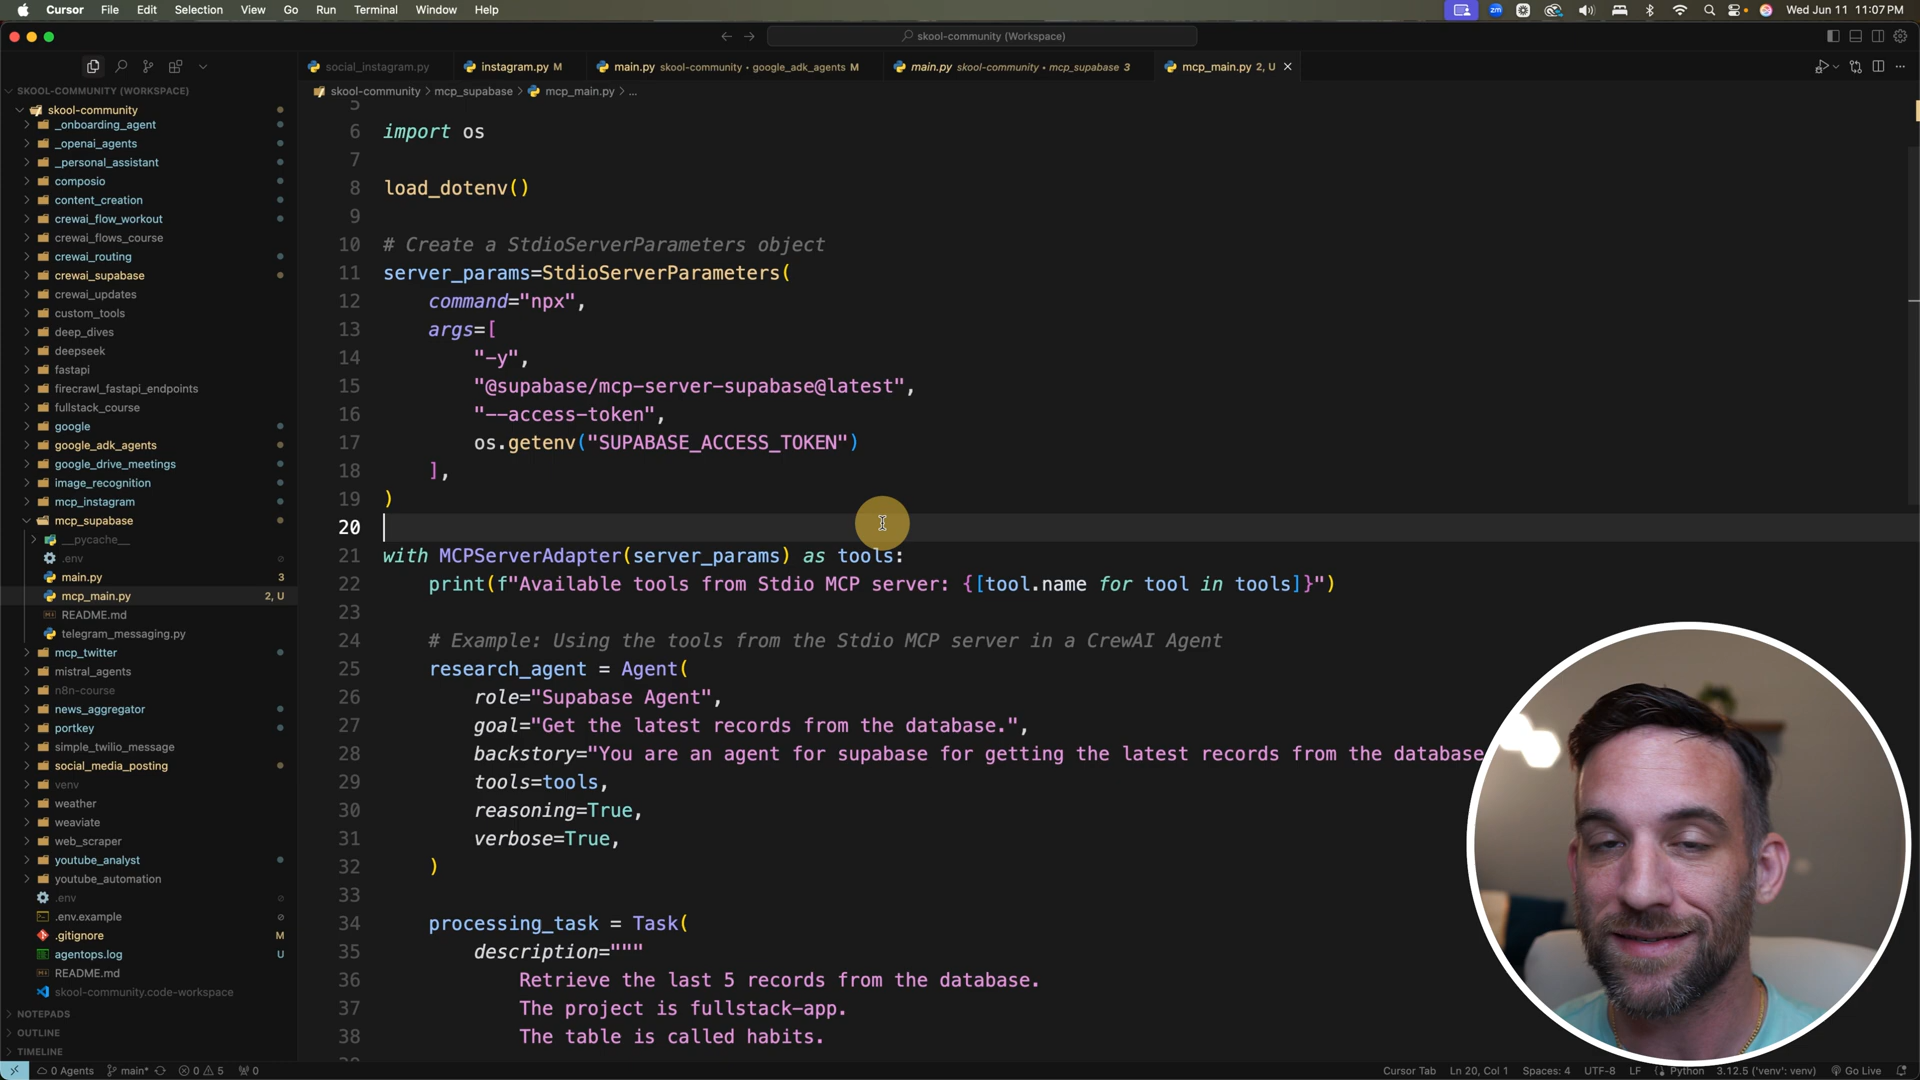 Cursor File Edit Selection View Go Run Terminal Window Help
zm
Wed Jun 11 11:07 PM
skool-community (Workspace)
social_instagram.py
instagram.py M
main.py skool-community • google_adk_agents M
main.py skool-community • mcp_supabase 3
mcp_main.py 2, U
SKOOL-COMMUNITY (WORKSPACE)
skool-community
_onboarding_agent
_openai_agents
_personal_assistant
composio
content_creation
crewai_flow_workout
crewai_flows_course
crewai_routing
crewai_supabase
crewai_updates
custom_tools
deep_dives
deepseek
fastapi
firecrawl_fastapi_endpoints
fullstack_course
google
google_adk_agents
google_drive_meetings
image_recognition
mcp_instagram
mcp_supabase
__pycache__
.env
main.py 3
mcp_main.py 2, U
README.md
telegram_messaging.py
mcp_twitter
mistral_agents
n8n-course
news_aggregator
portkey
simple_twilio_message
social_media_posting
venv
weather
weaviate
web_scraper
youtube_analyst
youtube_automation
.env
.env.example
.gitignore M
agentops.log U
README.md
skool-community.code-workspace
NOTEPADS
OUTLINE
TIMELINE
skool-community > mcp_supabase > mcp_main.py > ...
5
6 import os
7
8 load_dotenv()
9
10 # Create a StdioServerParameters object
11 server_params=StdioServerParameters(
12 command="npx",
13 args=[
14 "-y",
15 "@supabase/mcp-server-supabase@latest",
16 "--access-token",
17 os.getenv("SUPABASE_ACCESS_TOKEN")
18 ],
19 )
20
21 with MCPServerAdapter(server_params) as tools:
22 print(f"Available tools from Stdio MCP server: {[tool.name for tool in tools]}")
23
24 # Example: Using the tools from the Stdio MCP server in a CrewAI Agent
25 research_agent = Agent(
26 role="Supabase Agent",
27 goal="Get the latest records from the database.",
28 backstory="You are an agent for supabase for getting the latest records from the database
29 tools=tools,
30 reasoning=True,
31 verbose=True,
32 )
33
34 processing_task = Task(
35 description="""
36 Retrieve the last 5 records from the database.
37 The project is fullstack-app.
38 The table is called habits.
0 Agents main* 0 5 0
Cursor Tab Ln 20, Col 1 Spaces: 4 UTF-8 LF Python 3.12.5 ('venv': venv) Go Live